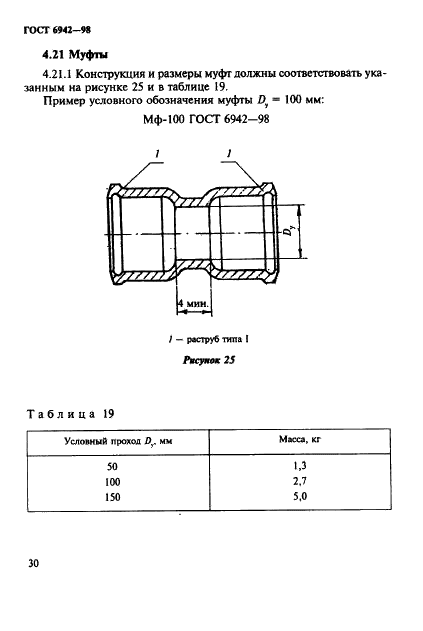 ГОСТ 6942—98
4.21 Муфты
4.21.1 Конструкция и размеры муфт должны соответствовать ука-
занным на рисунке 25 и в таблице 19.
Пример условного обозначения муфты Dу = 100 мм:
Мф-100 ГОСТ 6942—98
1 1
Dу
4 мин.
1 — раструб типа I
Рисунок 25
Таблица 19
Условный проход Dу, мм Масса, кг
50 1,3
100 2,7
150 5,0
30